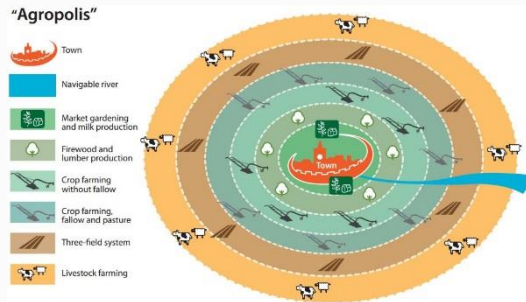 "Agropolis"
Town
Navigable river
Market gardening
and milk production
Firewood and
lumber production
Crop farming
without fallow
Crop farming,
fallow and pasture
Three-field system
Livestock farming
Town